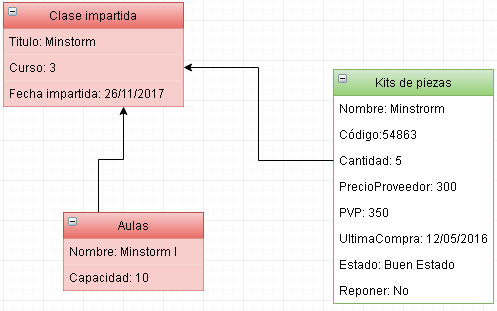 Clase impartida
Titulo: Minstorm
Curso: 3
Fecha impartida: 26/11/2017
Kits de piezas
Nombre: Minstrorm
Código:54863
Cantidad: 5
PrecioProveedor: 300
PVP: 350
UltimaCompra: 12/05/2016
Estado: Buen Estado
Reponer: No
Aulas
Nombre: Minstorm I
Capacidad: 10